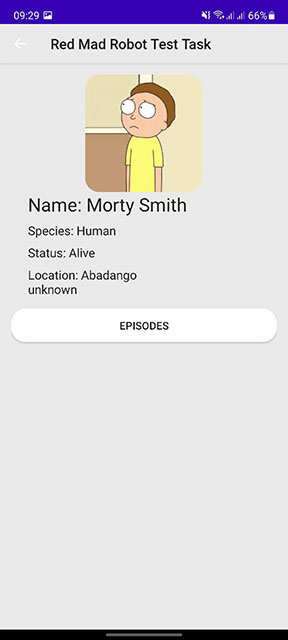 09:29 66%
Red Mad Robot Test Task
Name: Morty Smith
Species: Human
Status: Alive
Location: Abadango
unknown
EPISODES